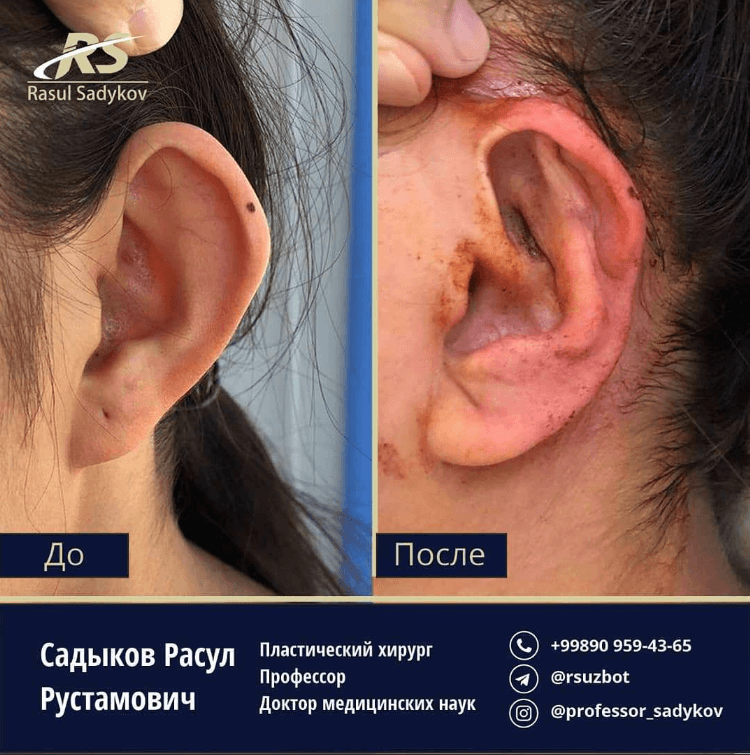 RS
Rasul Sadykov
До
После
Садыков Расул
Рустамович
Пластический хирург
Профессор
Доктор медицинских наук
+99890 959-43-65
@rsuzbot
@professor_sadykov